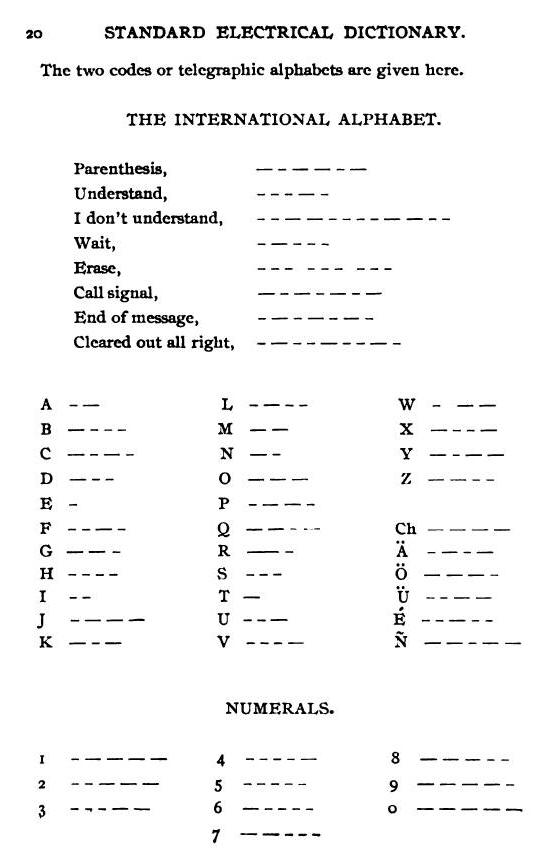 20 STANDARD ELECTRICAL DICTIONARY.
The two codes or telegraphic alphabets are given here.
THE INTERNATIONAL ALPHABET.
Parenthesis, — - — — - —
Understand, - - - — -
I don't understand,
Wait, - — - - -
Erase, - - - - - - - - -
Call signal, — - — - — - —
End of message, - — - — - — -
Cleared out all right,
A - — L - — - - W - — —
B — - - - M — — X — - - —
C — - — - N — - Y — - — —
D — - - O — — — Z — — - -
E - P - — — -
F - - — - Q — — - — Ch — — — —
G — — - R - — - Ä - — - —
H - - - - S - - - Ö — — — -
I - - T — Ü - - — —
J - — — — U - - — É - - — - -
K — - — V - - - — Ñ — — - — —
NUMERALS.
1 - — — — — 4 - - - - — 8 — — — - -
2 - - — — — 5 - - - - - 9 — — — — -
3 - - - — — 6 — - - - - 0 — — — — —
7 — — - - -